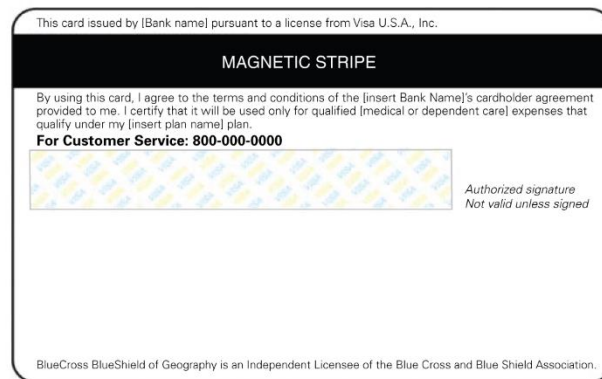 This card issued by [Bank name] pursuant to a license from Visa U.S.A., Inc.
MAGNETIC STRIPE
By using this card, I agree to the terms and conditions of the [insert Bank Name]'s cardholder agreement
provided to me. I certify that it will be used only for qualified [medical or dependent care] expenses that
qualify under my [insert plan name] plan.
For Customer Service: 800-000-0000
Authorized signature
Not valid unless signed
BlueCross BlueShield of Geography is an Independent Licensee of the Blue Cross and Blue Shield Association.